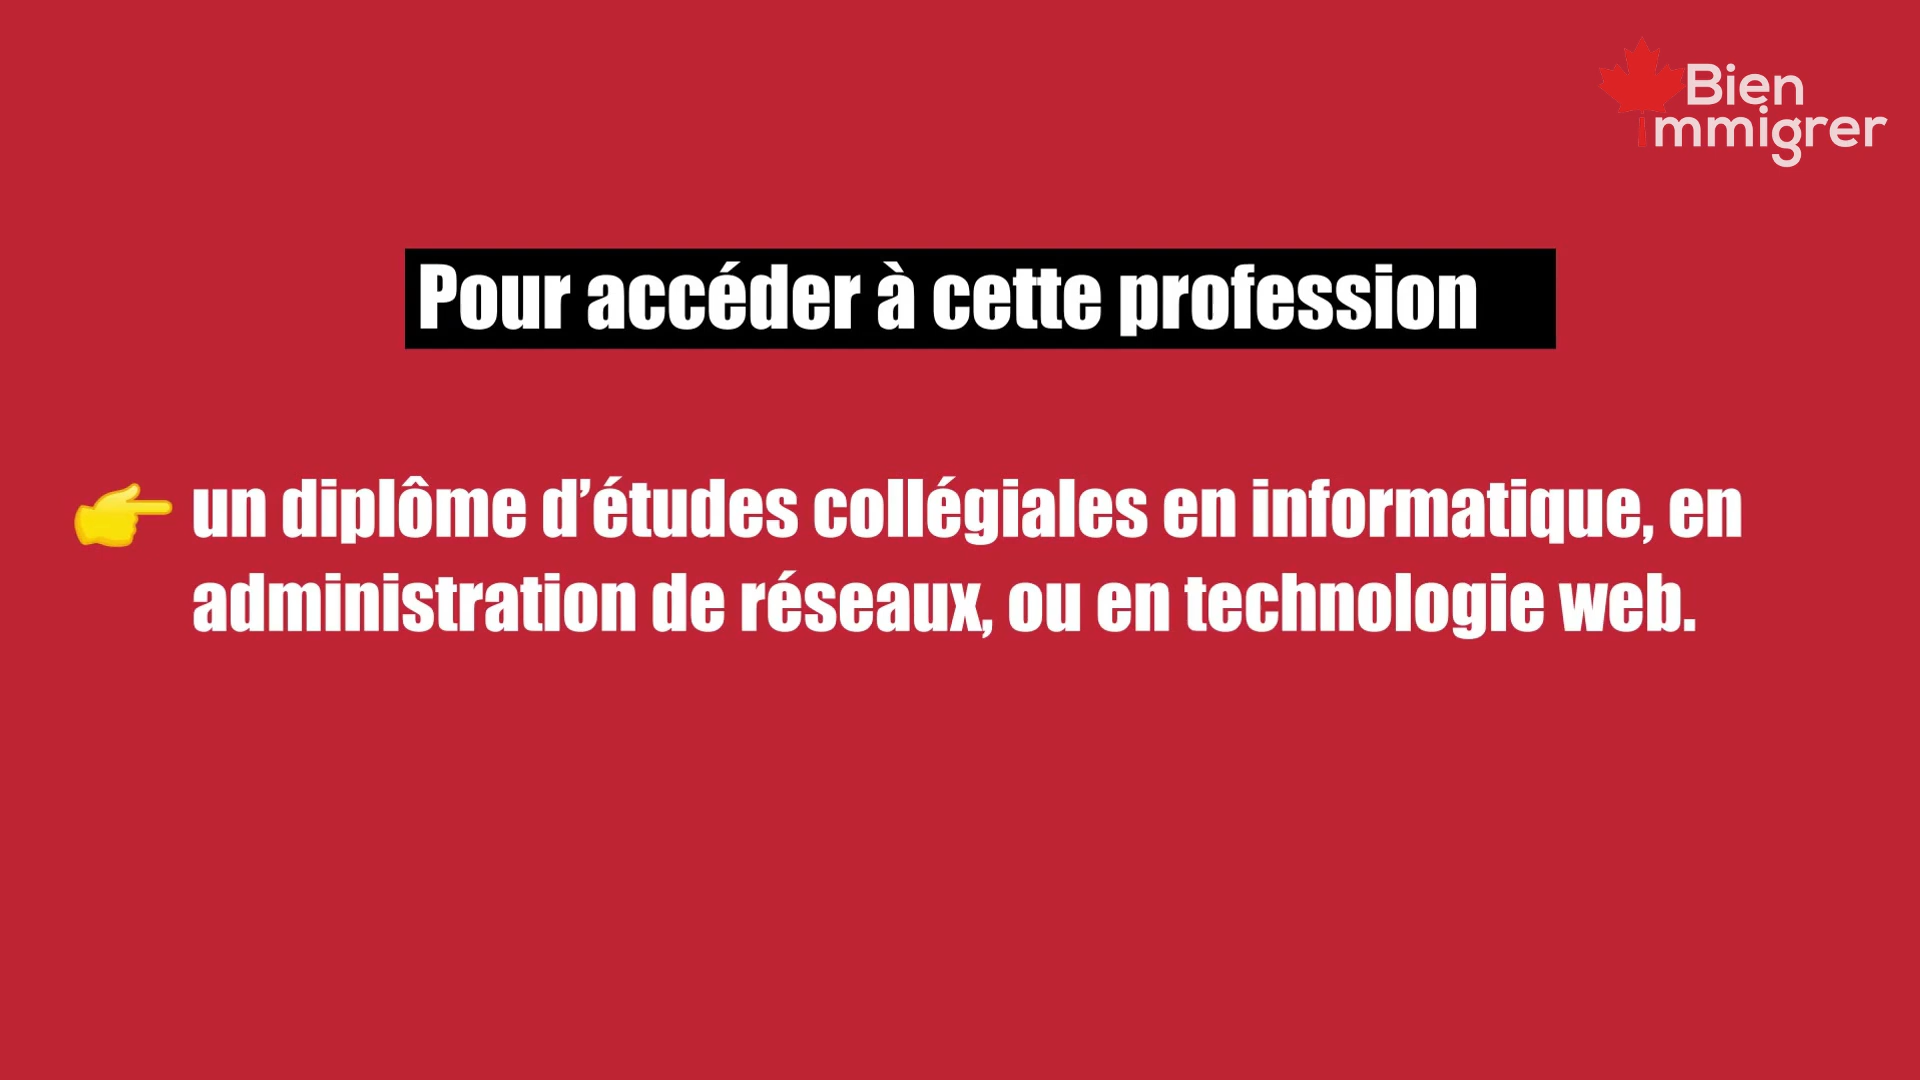 Bien
immigrer
Pour accéder à cette profession
un diplôme d’études collégiales en informatique, en
administration de réseaux, ou en technologie web.